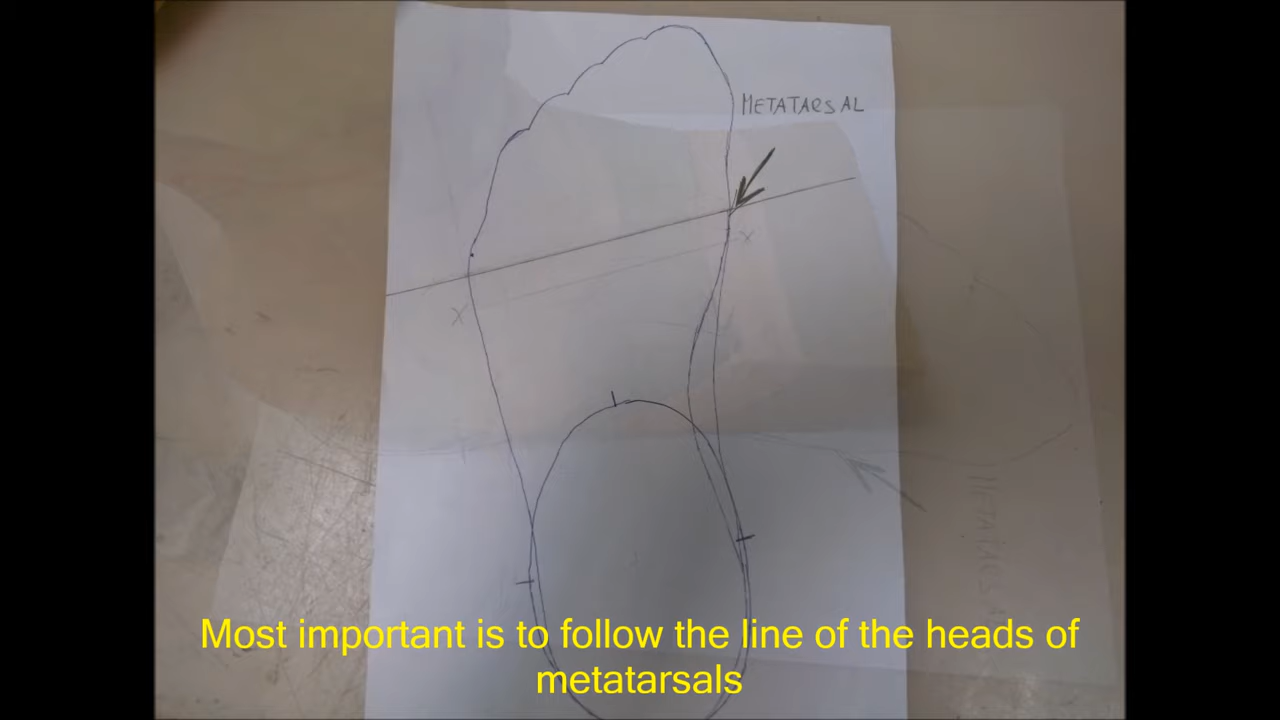 METATARSAL
X
X
Most important is to follow the line of the heads of
metatarsals